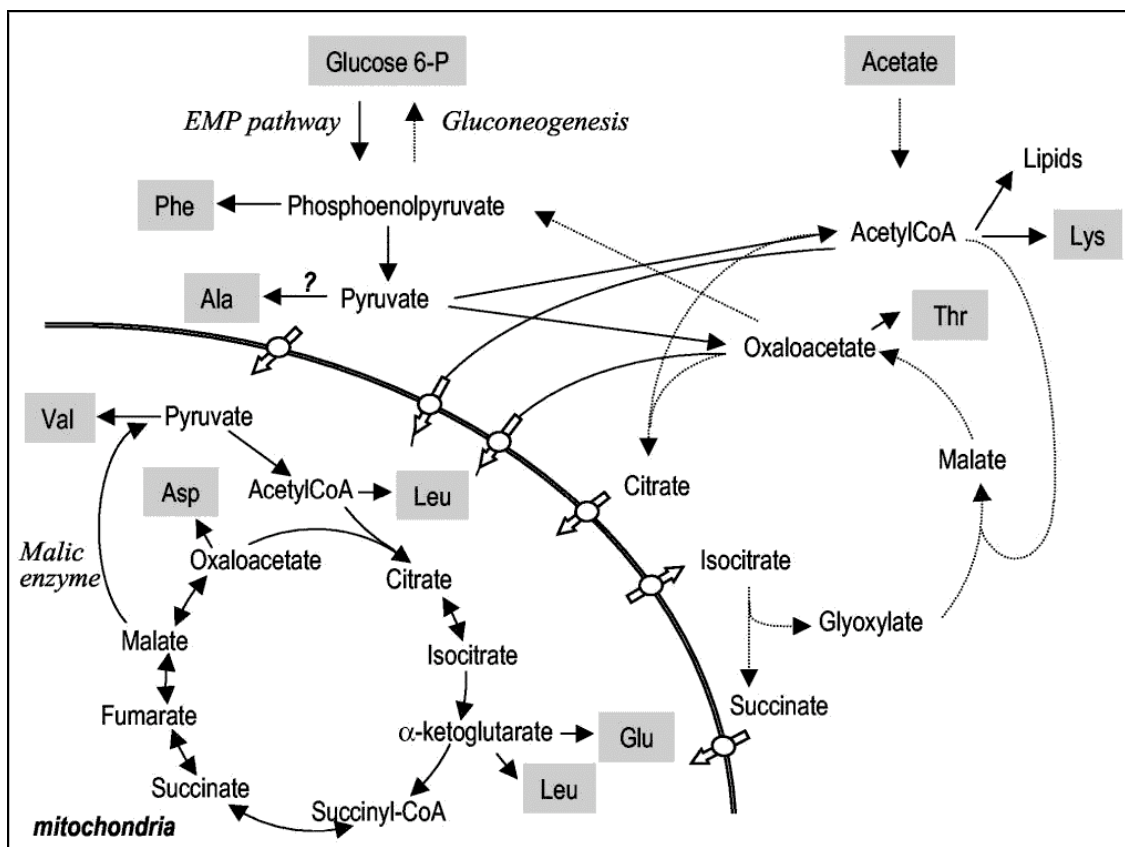 Glucose 6-P
Acetate
EMP pathway
Gluconeogenesis
Lipids
Phe
Phosphoenolpyruvate
AcetylCoA
Lys
?
Ala
Pyruvate
Thr
Oxaloacetate
Val
Pyruvate
Malate
Asp
AcetylCoA
Leu
Citrate
Malic
enzyme
Oxaloacetate
Citrate
Isocitrate
Glyoxylate
Malate
Isocitrate
Succinate
Fumarate
α-ketoglutarate
Glu
Leu
Succinate
Succinyl-CoA
mitochondria